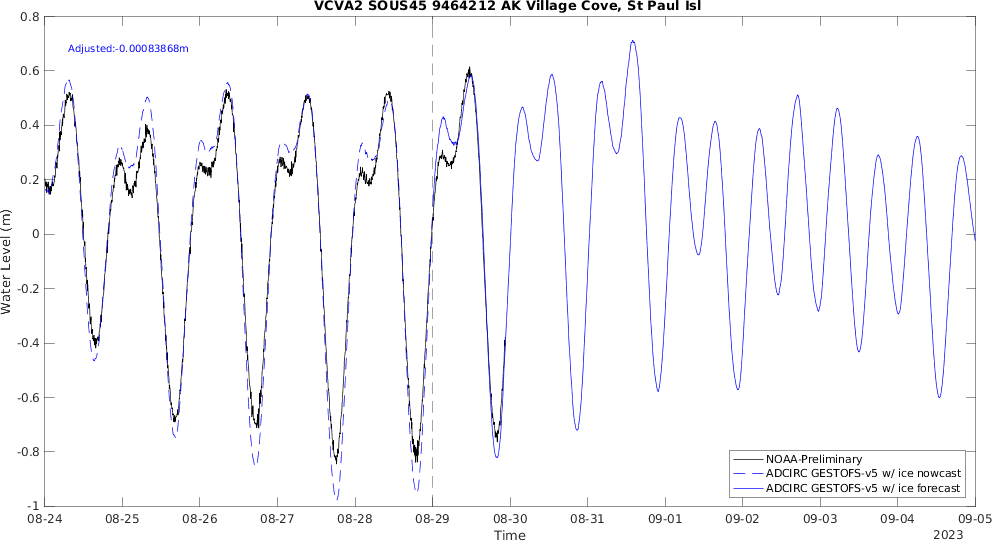 VCVA2 SOUS45 9464212 AK Village Cove, St Paul Isl
Adjusted:-0.00083868m
0.8
0.6
0.4
0.2
0
-0.2
-0.4
-0.6
-0.8
-1
Water Level (m)
NOAA-Preliminary
ADCIRC GESTOFS-v5 w/ ice nowcast
ADCIRC GESTOFS-v5 w/ ice forecast
08-24 08-25 08-26 08-27 08-28 08-29 08-30 08-31 09-01 09-02 09-03 09-04 09-05
Time
2023